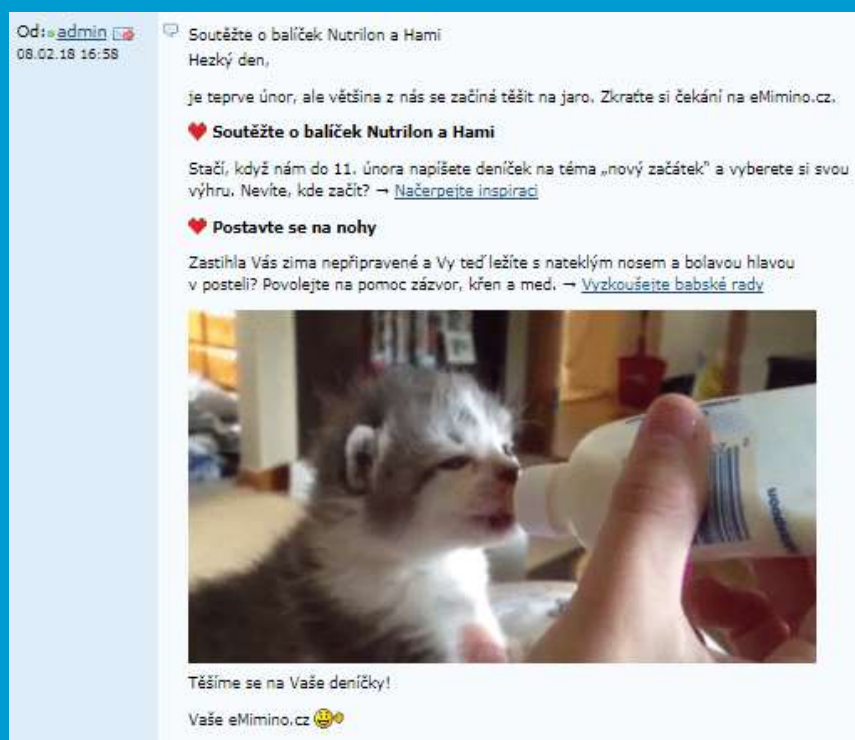 Od: admin
08.02.18 16:58
Soutěžte o balíček Nutrilon a Hami
Hezký den,
je teprve únor, ale většina z nás se začíná těšit na jaro. Zkraťte si čekání na eMimino.cz.
Soutěžte o balíček Nutrilon a Hami
Stačí, když nám do 11. února napíšete deníček na téma „nový začátek" a vyberete si svou
výhru. Nevíte, kde začít? → Načerpejte inspiraci
Postavte se na nohy
Zastihla Vás zima nepřipravené a Vy teď ležíte s nateklým nosem a bolavou hlavou
v posteli? Povolejte na pomoc zázvor, křen a med. → Vyzkoušejte babské rady
Těšíme se na Vaše deníčky!
Vaše eMimino.cz